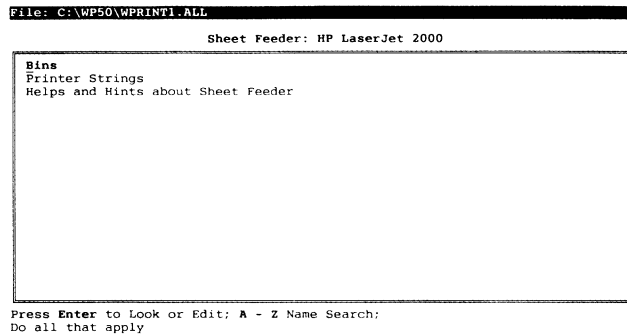 File: C:\WP50\WPRINT1.ALL
Sheet Feeder: HP LaserJet 2000
Bins
Printer Strings
Helps and Hints about Sheet Feeder
Press Enter to Look or Edit; A - Z Name Search;
Do all that apply